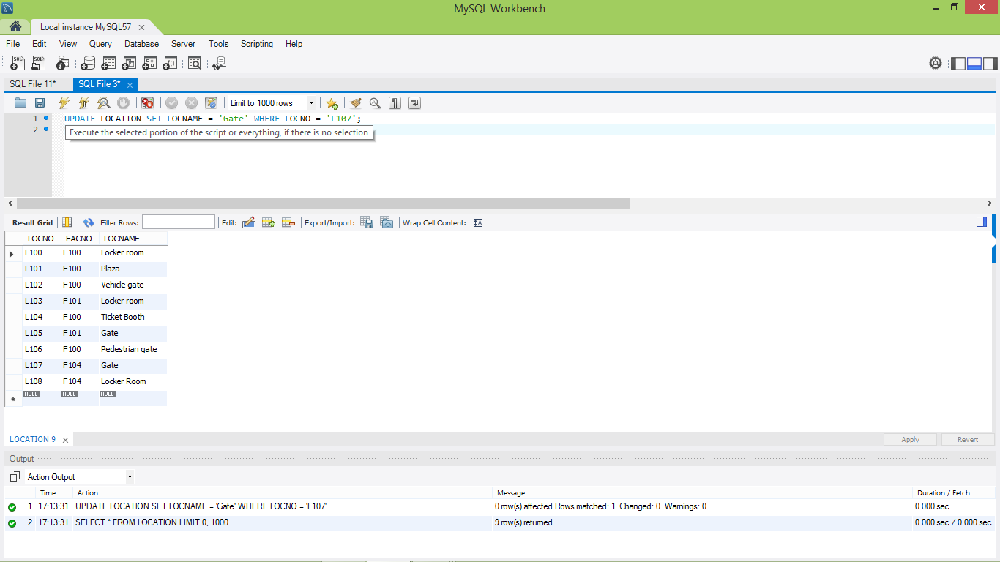 MySQL Workbench
Local instance MySQL57
File Edit View Query Database Server Tools Scripting Help
SQL File 11* SQL File 3*
Limit to 1000 rows
1 UPDATE LOCATION SET LOCNAME = 'Gate' WHERE LOCNO = 'L107';
2
Execute the selected portion of the script or everything, if there is no selection
Result Grid Filter Rows: Edit: Export/Import: Wrap Cell Content: IA
LOCNO FACNO LOCNAME
L100 F100 Locker room
L101 F100 Plaza
L102 F100 Vehicle gate
L103 F101 Locker room
L104 F100 Ticket Booth
L105 F101 Gate
L106 F100 Pedestrian gate
L107 F104 Gate
L108 F104 Locker Room
* NULL NULL NULL
LOCATION 9 Apply Revert
Output
Action Output
Time Action Message Duration / Fetch
1 17:13:31 UPDATE LOCATION SET LOCNAME = 'Gate' WHERE LOCNO = 'L107' 0 row(s) affected Rows matched: 1 Changed: 0 Warnings: 0 0.000 sec
2 17:13:31 SELECT * FROM LOCATION LIMIT 0, 1000 9 row(s) returned 0.000 sec / 0.000 sec